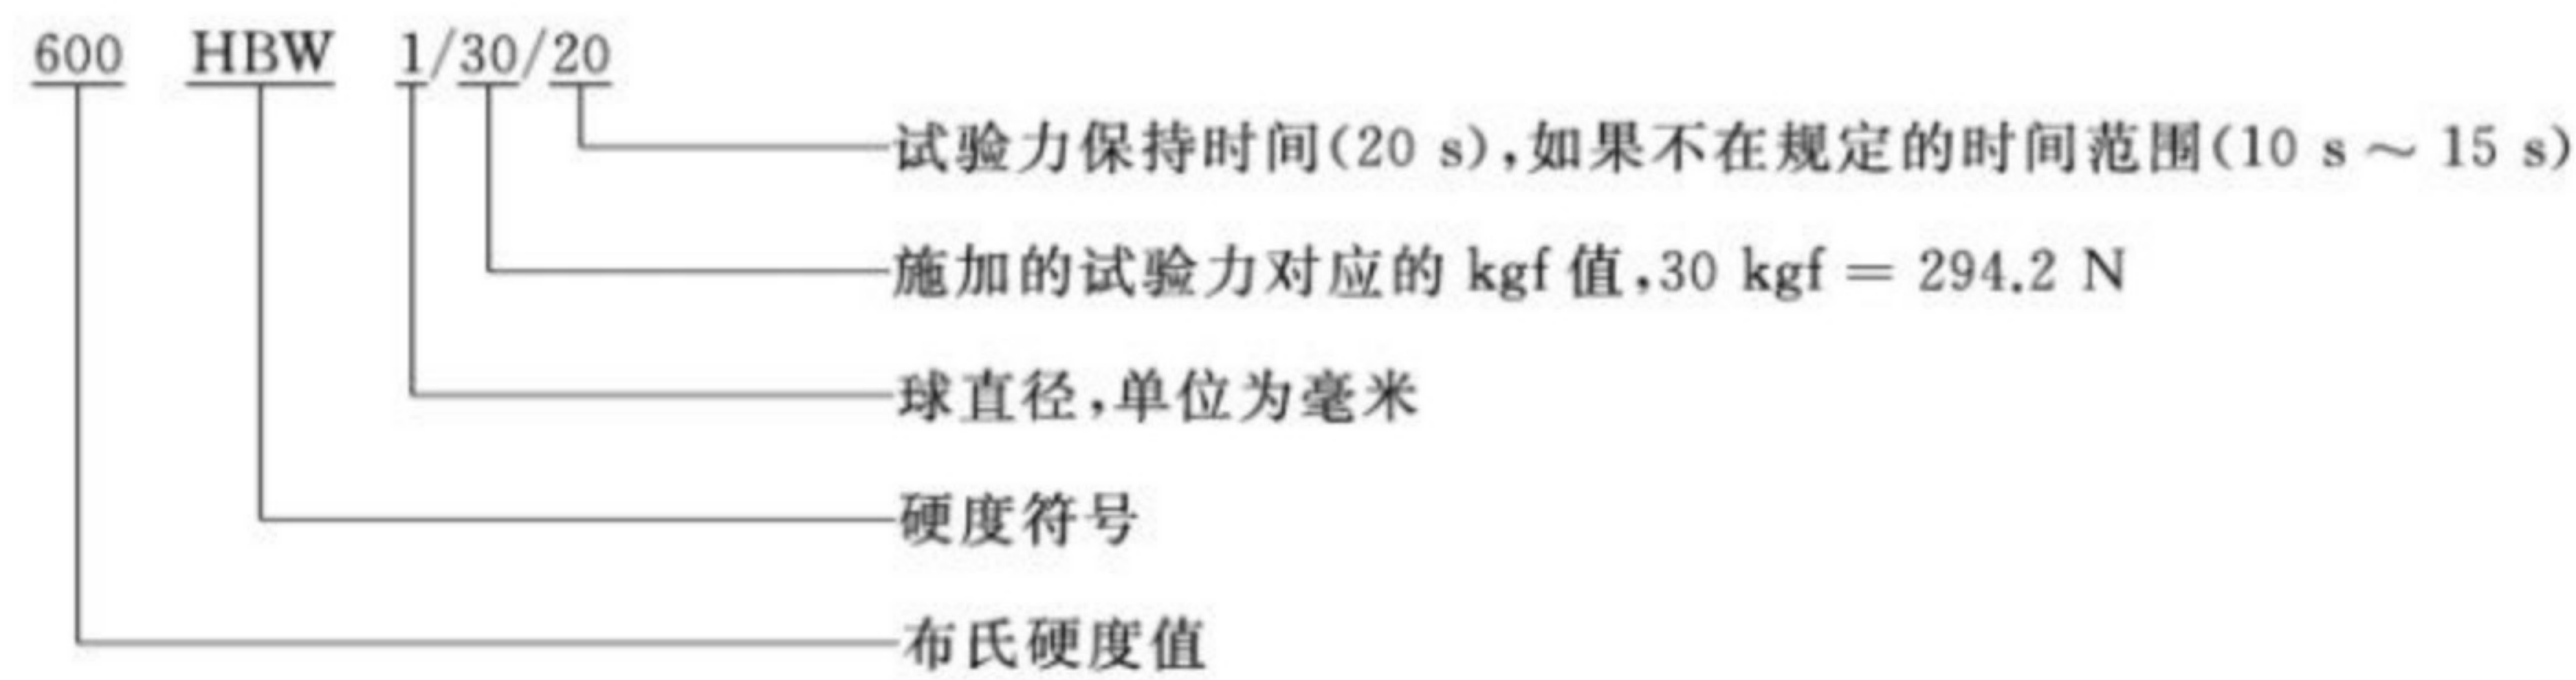 600 HBW 1/30/20
试验力保持时间(20 s),如果不在规定的时间范围(10 s～15 s)
施加的试验力对应的 kgf 值,30 kgf = 294.2 N
球直径,单位为毫米
硬度符号
布氏硬度值